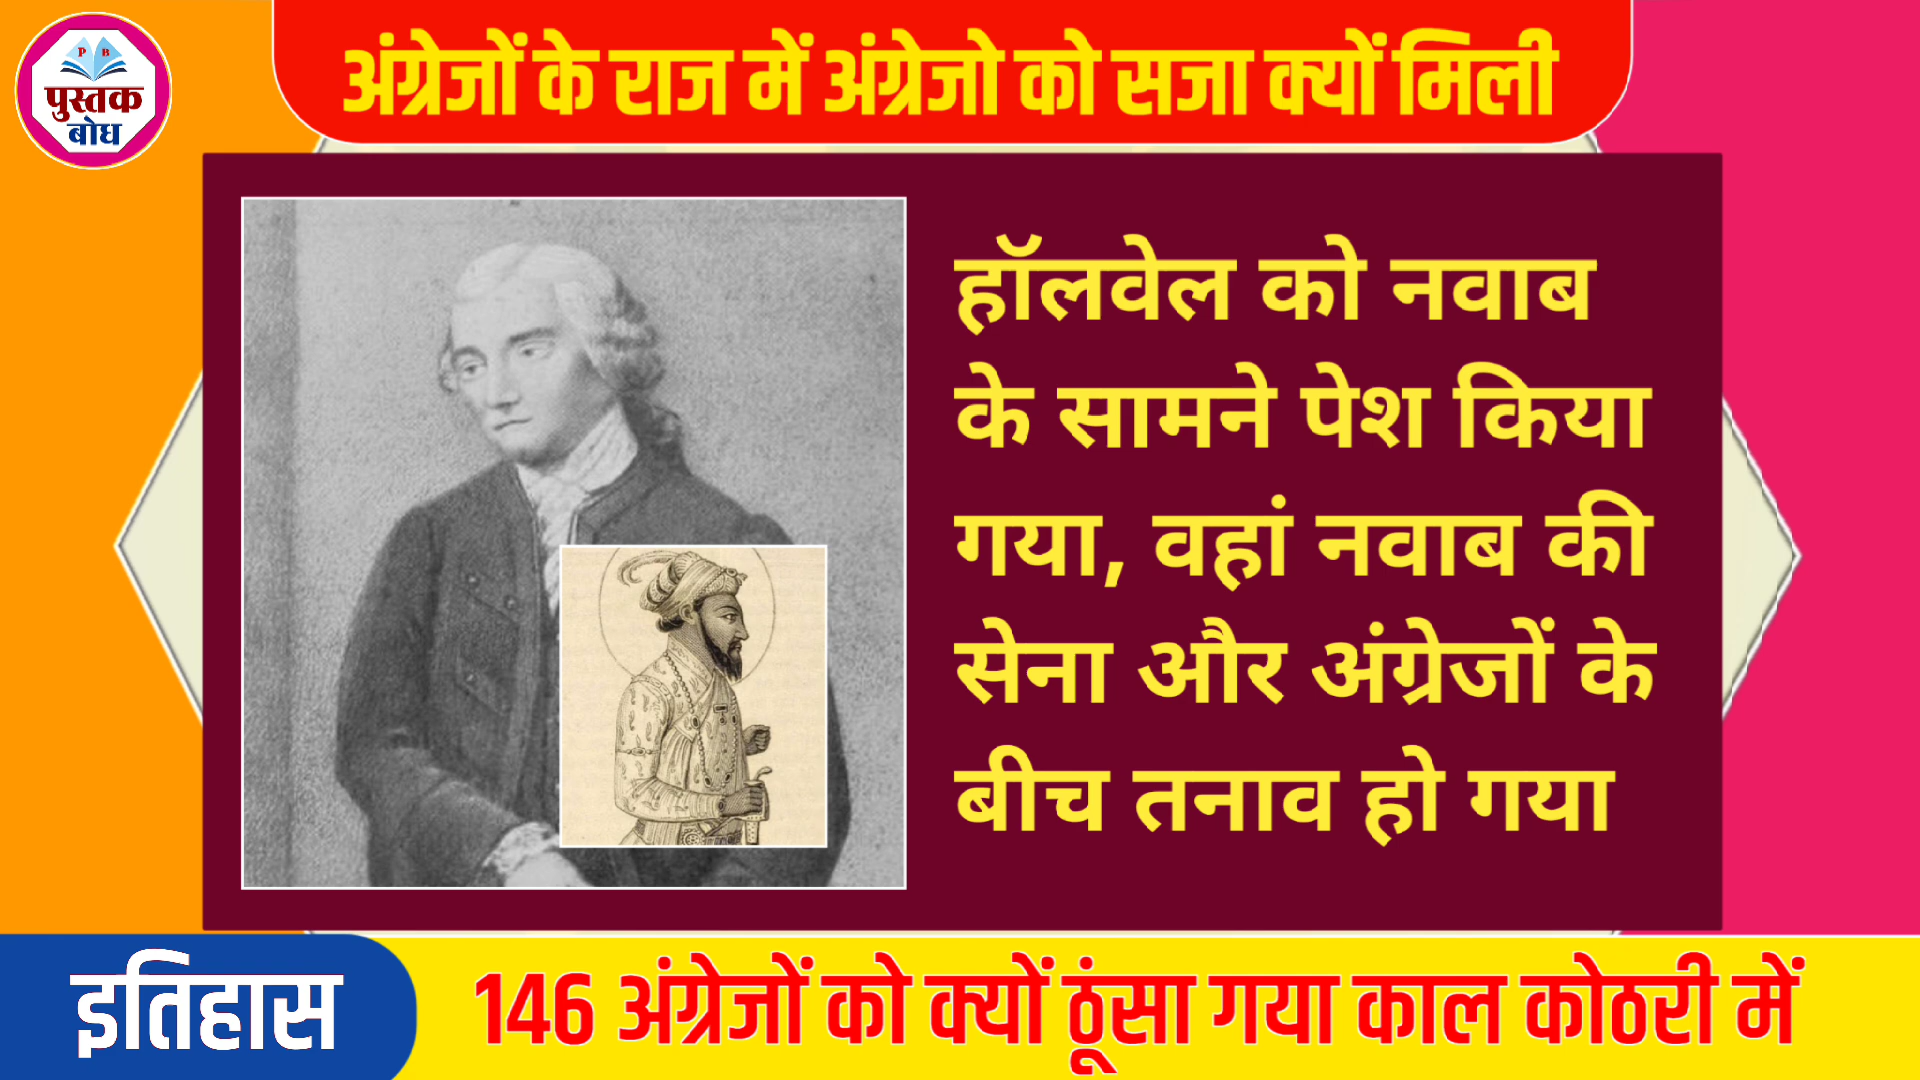 P B
पुस्तक
बोध
अंग्रेजों के राज में अंग्रेजो को सजा क्यों मिली
हॉलवेल को नवाब
के सामने पेश किया
गया, वहां नवाब की
सेना और अंग्रेजों के
बीच तनाव हो गया
इतिहास
146 अंग्रेजों को क्यों ठूंसा गया काल कोठरी में